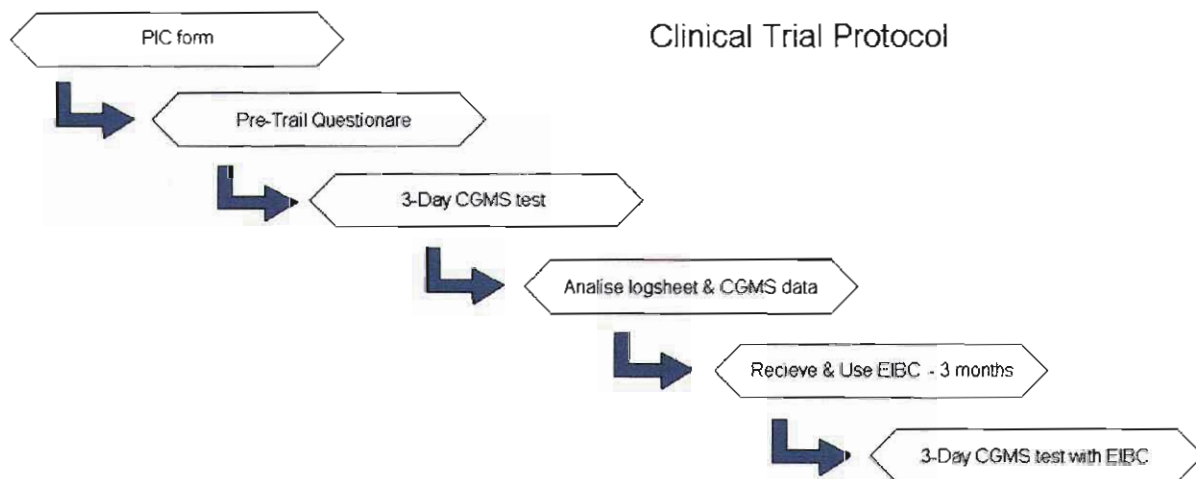 PIC form
Clinical Trial Protocol
Pre-Trail Questionare
3-Day CGMS test
Analise logsheet & CGMS data
Recieve & Use EIBC - 3 months
3-Day CGMS test with EIBC